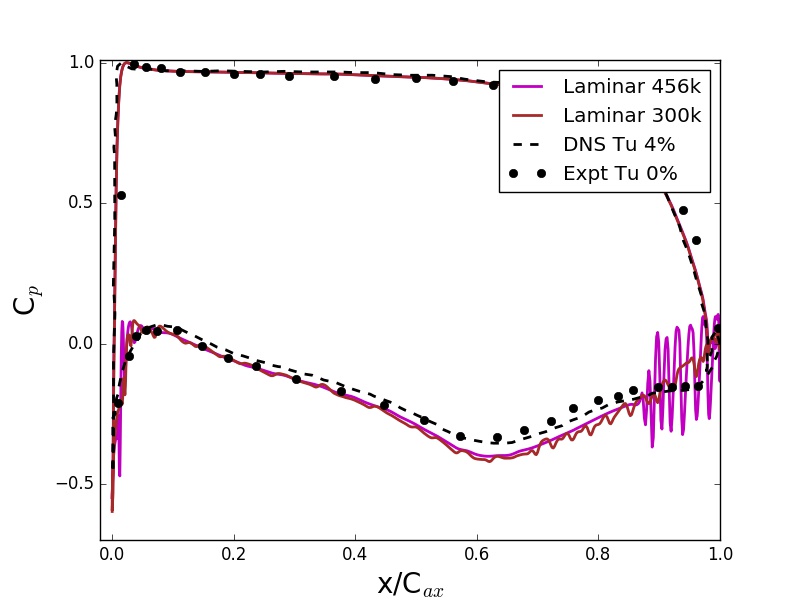 1.0
0.5
0.0
−0.5
0.0
0.2
0.4
0.6
0.8
1.0
C_p
x/C_ax
Laminar 456k
Laminar 300k
DNS Tu 4%
Expt Tu 0%